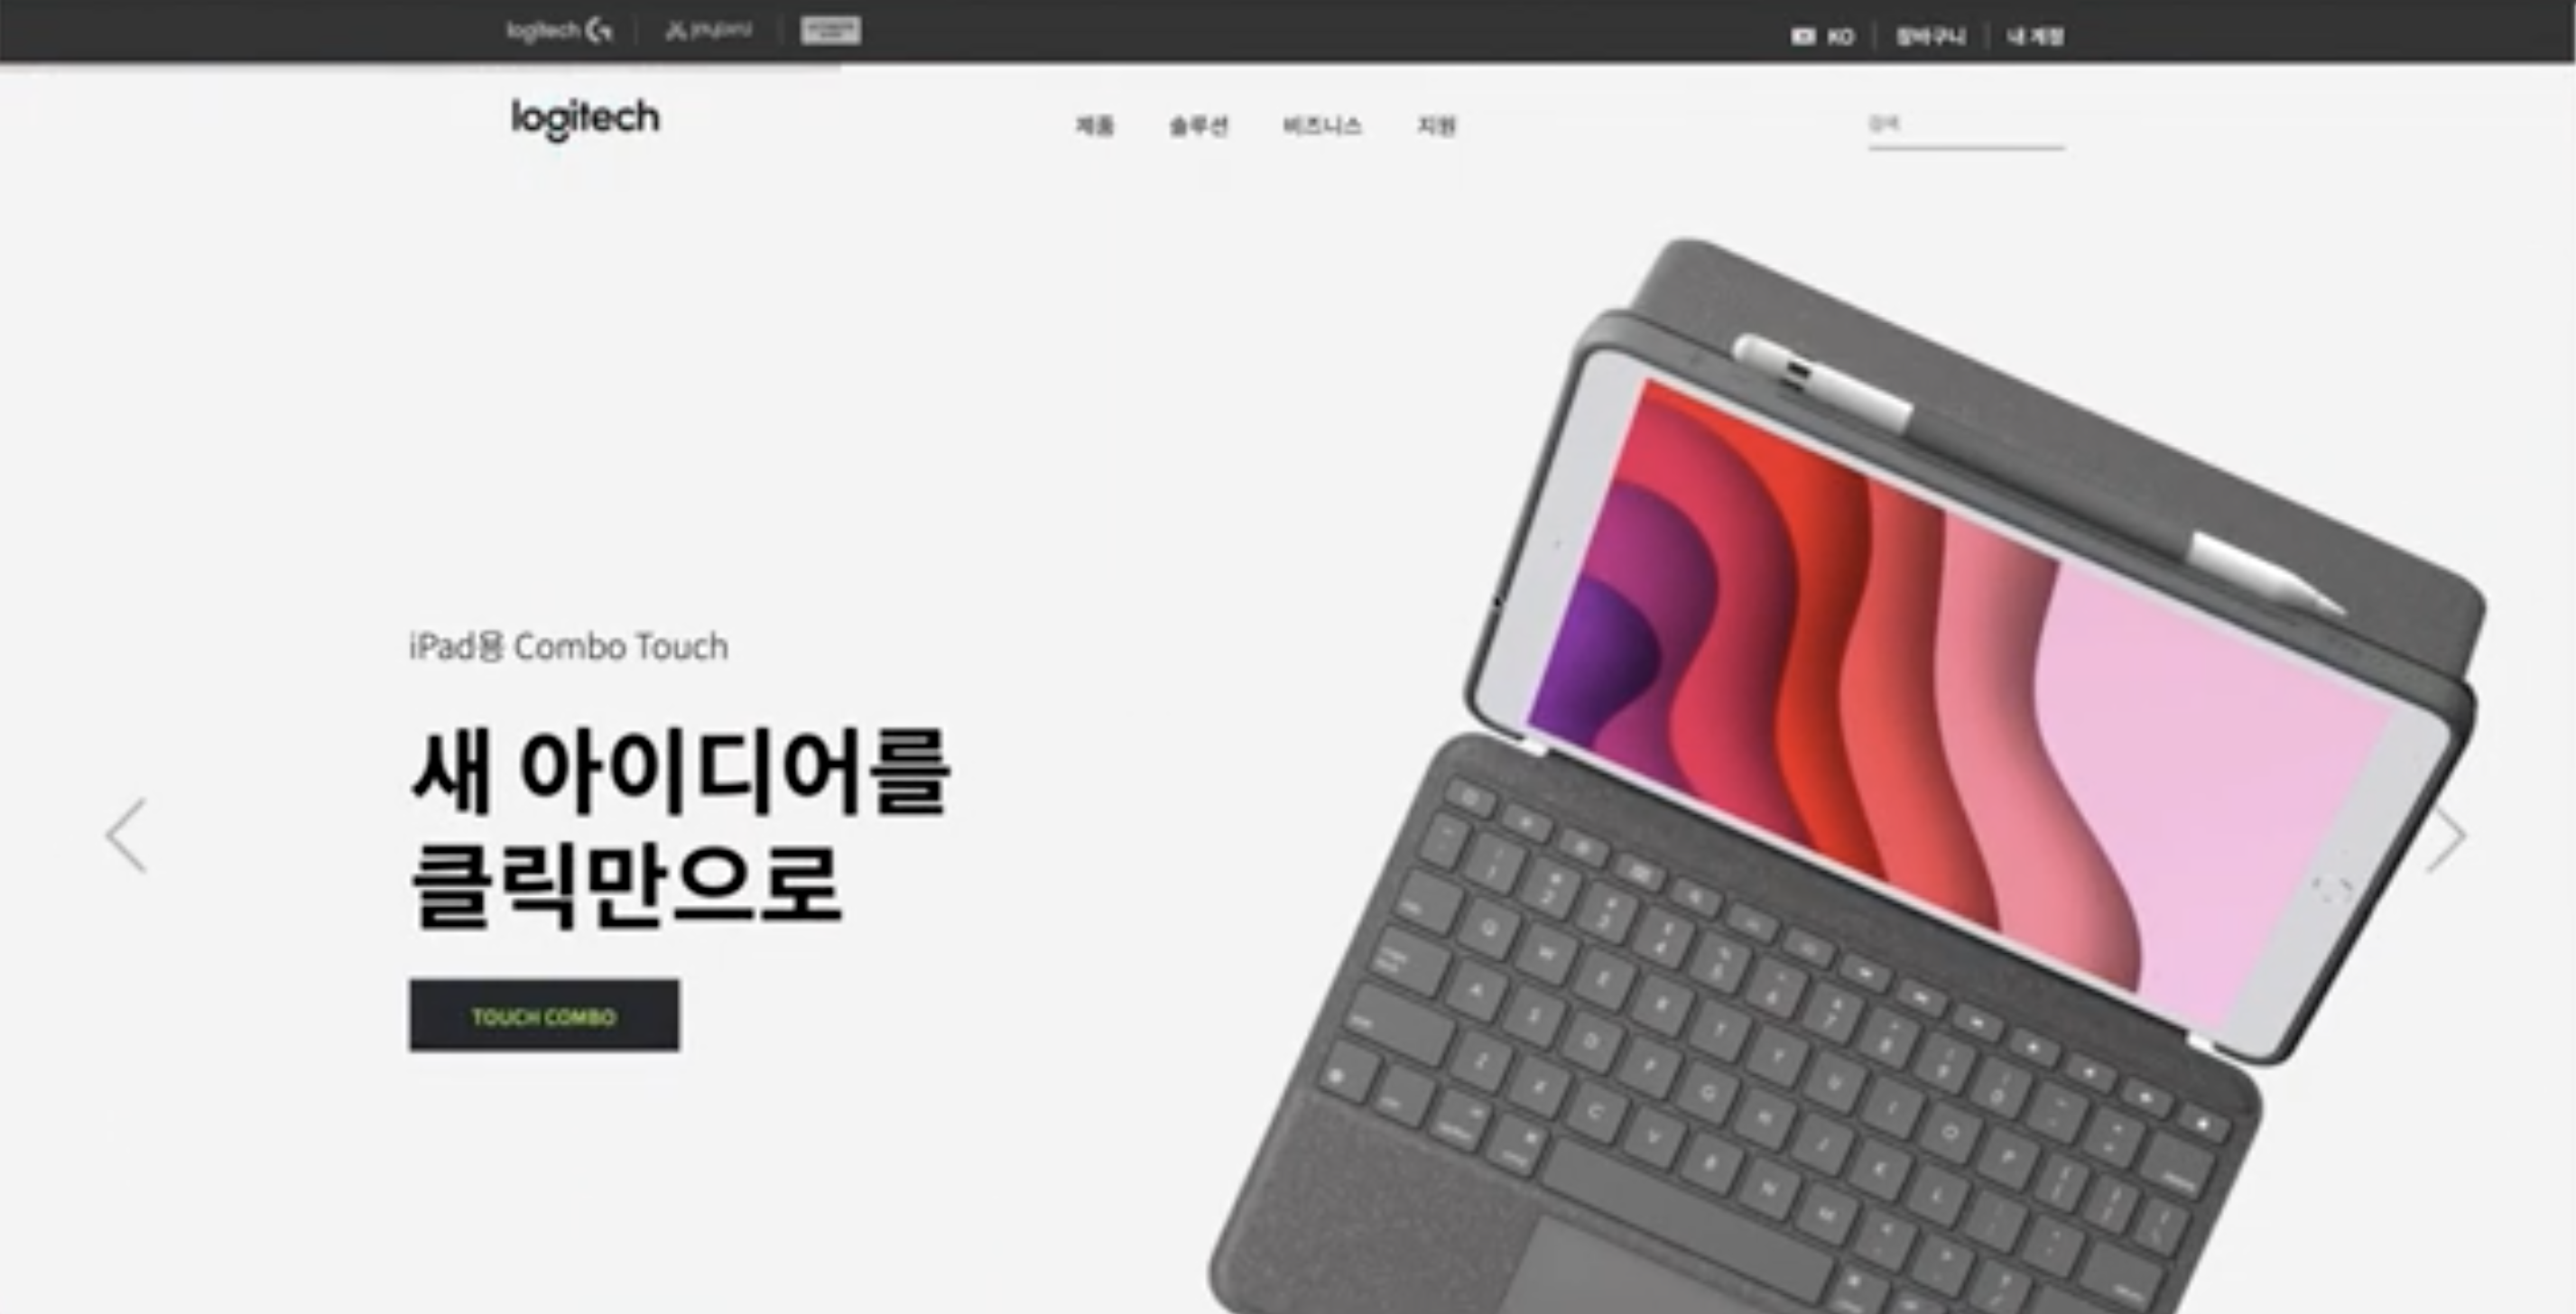 logitech G
KO
장바구니
내 계정
logitech
제품
솔루션
비즈니스
지원
검색
iPad용 Combo Touch
새 아이디어를
클릭만으로
TOUCH COMBO